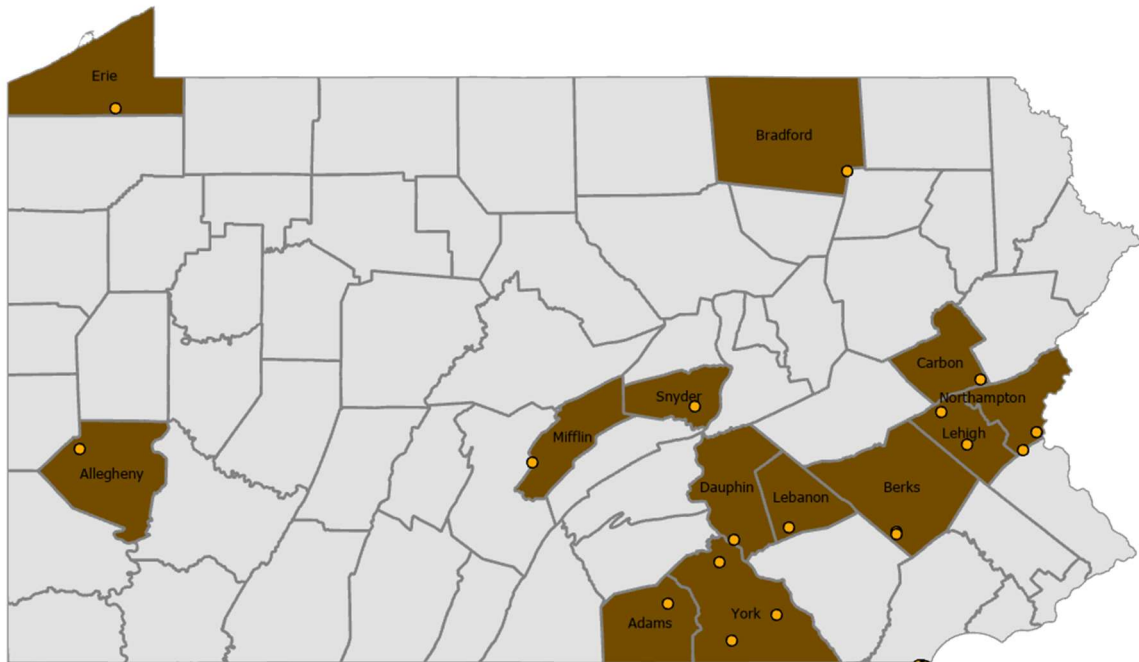 Erie
Bradford
Carbon
Northampton
Snyder
Mifflin
Lehigh
Allegheny
Dauphin
Lebanon
Berks
Adams
York